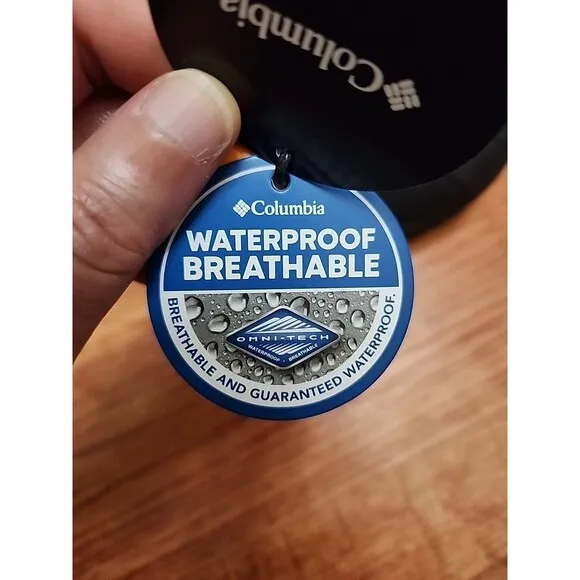 Columbia
Columbia
WATERPROOF
BREATHABLE
OMNI-TECH
WATERPROOF • BREATHABLE
BREATHABLE AND GUARANTEED WATERPROOF.